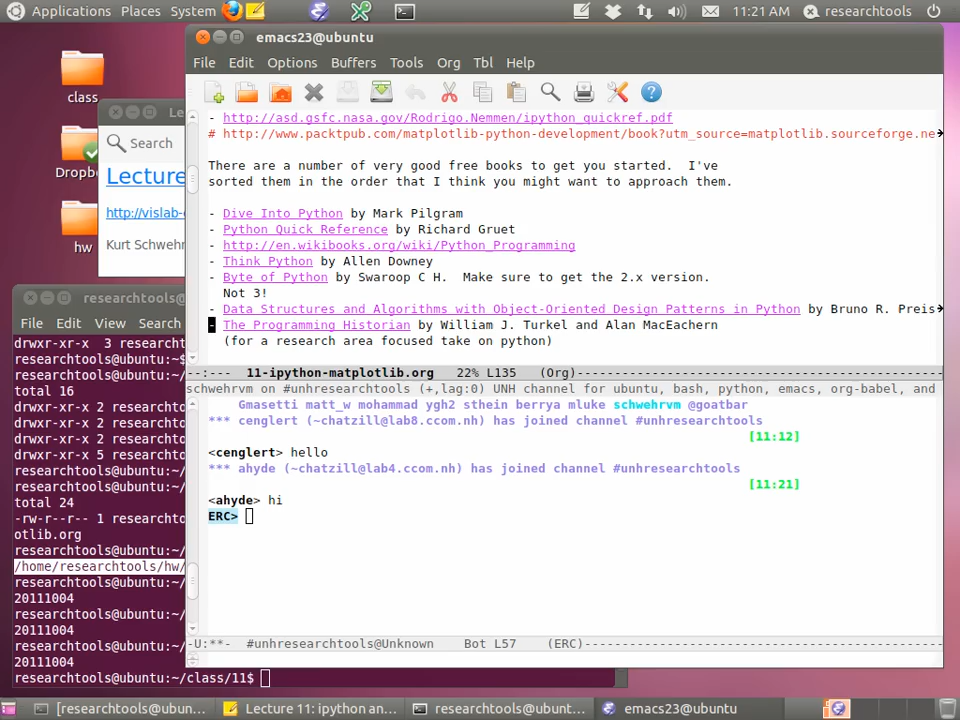 Applications Places System 11:21 AM researchtools
emacs23@ubuntu
File Edit Options Buffers Tools Org Tbl Help
- http://asd.gsfc.nasa.gov/Rodrigo.Nemmen/ipython_quickref.pdf
# http://www.packtpub.com/matplotlib-python-development/book?utm_source=matplotlib.sourceforge.ne
There are a number of very good free books to get you started. I've
sorted them in the order that I think you might want to approach them.
- Dive Into Python by Mark Pilgram
- Python Quick Reference by Richard Gruet
- http://en.wikibooks.org/wiki/Python_Programming
- Think Python by Allen Downey
- Byte of Python by Swaroop C H. Make sure to get the 2.x version.
Not 3!
- Data Structures and Algorithms with Object-Oriented Design Patterns in Python by Bruno R. Preis
- The Programming Historian by William J. Turkel and Alan MacEachern
(for a research area focused take on python)
--:--- 11-ipython-matplotlib.org 22% L135 (Org)
schwehrvm on #unhresearchtools (+,lag:0) UNH channel for ubuntu, bash, python, emacs, org-babel, and
Gmasetti matt_w mohammad ygh2 sthein berrya mluke schwehrvm @goatbar
*** cenglert (~chatzill@lab8.ccom.nh) has joined channel #unhresearchtools
[11:12]
<cenglert> hello
*** ahyde (~chatzill@lab4.ccom.nh) has joined channel #unhresearchtools
[11:21]
<ahyde> hi
ERC>
-U:**- #unhresearchtools@Unknown Bot L57 (ERC)
class
Dropb
hw
Le
Search
Lecture
http://vislab-
Kurt Schwehr
researchtools@
File Edit View Search
drwxr-xr-x 3 research
researchtools@ubuntu:~$
researchtools@ubuntu:~/
total 16
drwxr-xr-x 2 researcht
drwxr-xr-x 2 researcht
drwxr-xr-x 2 researcht
drwxr-xr-x 5 researcht
researchtools@ubuntu:~/
researchtools@ubuntu:~/
total 24
-rw-r--r-- 1 researchto
otlib.org
researchtools@ubuntu:~/
/home/researchtools/hw/
researchtools@ubuntu:~/
20111004
researchtools@ubuntu:~/
20111004
researchtools@ubuntu:~/
20111004
researchtools@ubuntu:~/class/11$
[researchtools@ubun... Lecture 11: ipython an... researchtools@ubunt... emacs23@ubuntu